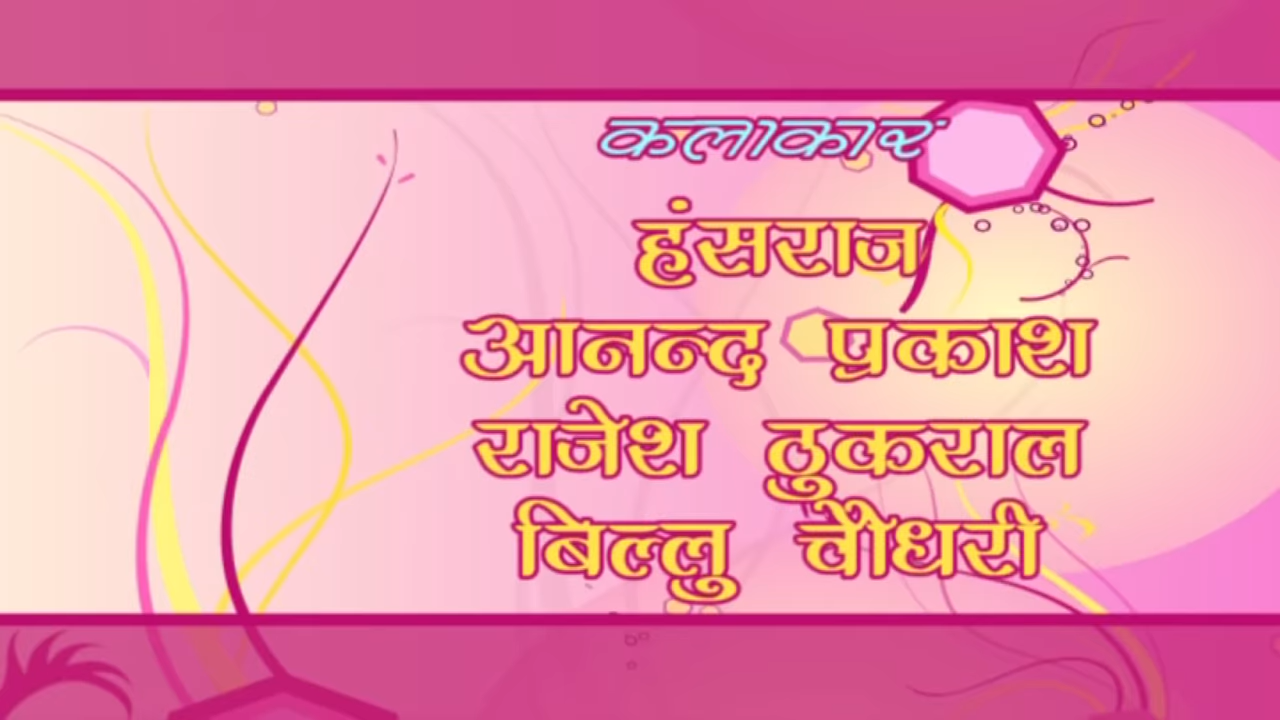 कलाकार
हंसराज
आनन्द प्रकाश
राजेश ठुकराल
बिल्लु चौधरी